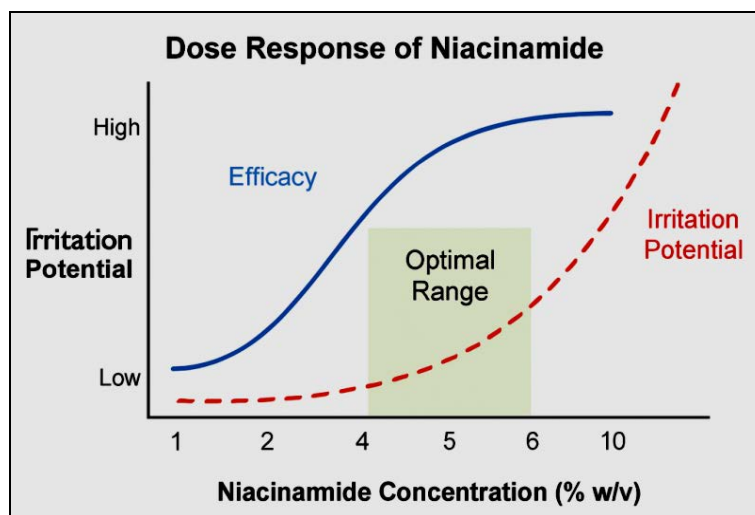 Dose Response of Niacinamide
High
Efficacy
Irritation
Potential
Irritation
Potential
Optimal
Range
Low
1 2 4 5 6 10
Niacinamide Concentration (% w/v)